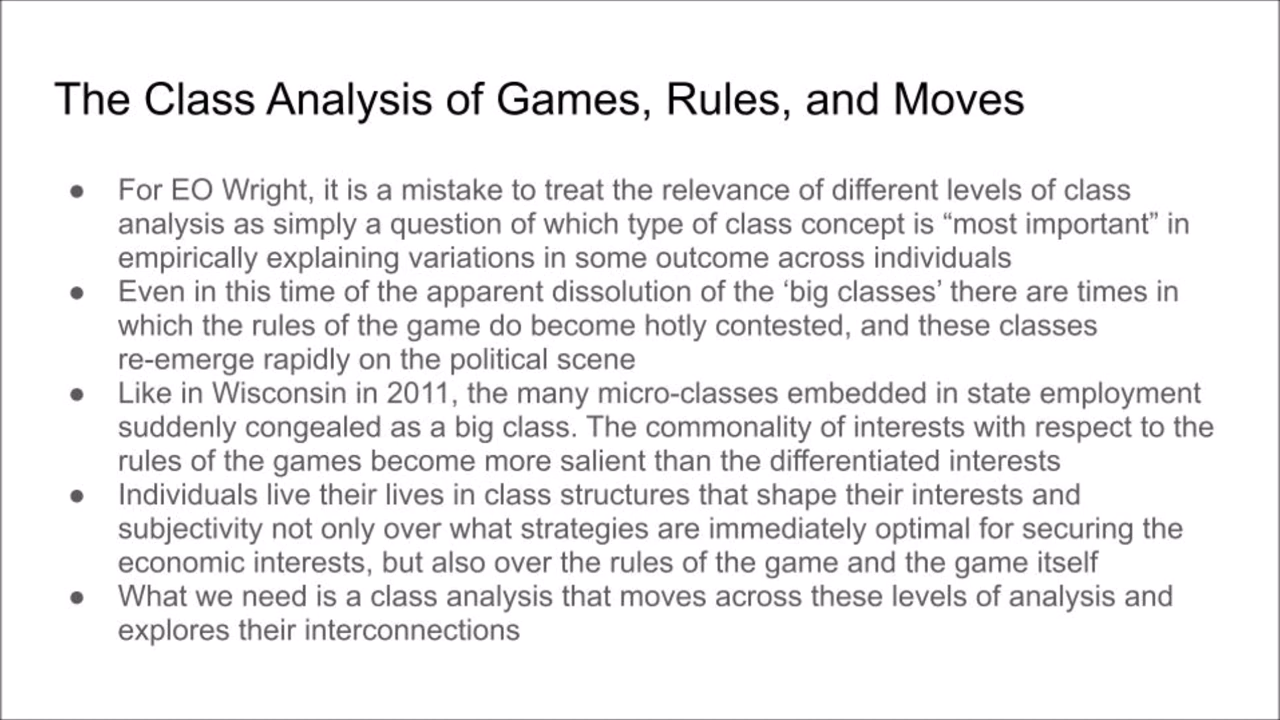 The Class Analysis of Games, Rules, and Moves
● For EO Wright, it is a mistake to treat the relevance of different levels of class
analysis as simply a question of which type of class concept is “most important” in
empirically explaining variations in some outcome across individuals
● Even in this time of the apparent dissolution of the ‘big classes’ there are times in
which the rules of the game do become hotly contested, and these classes
re-emerge rapidly on the political scene
● Like in Wisconsin in 2011, the many micro-classes embedded in state employment
suddenly congealed as a big class. The commonality of interests with respect to the
rules of the games become more salient than the differentiated interests
● Individuals live their lives in class structures that shape their interests and
subjectivity not only over what strategies are immediately optimal for securing the
economic interests, but also over the rules of the game and the game itself
● What we need is a class analysis that moves across these levels of analysis and
explores their interconnections